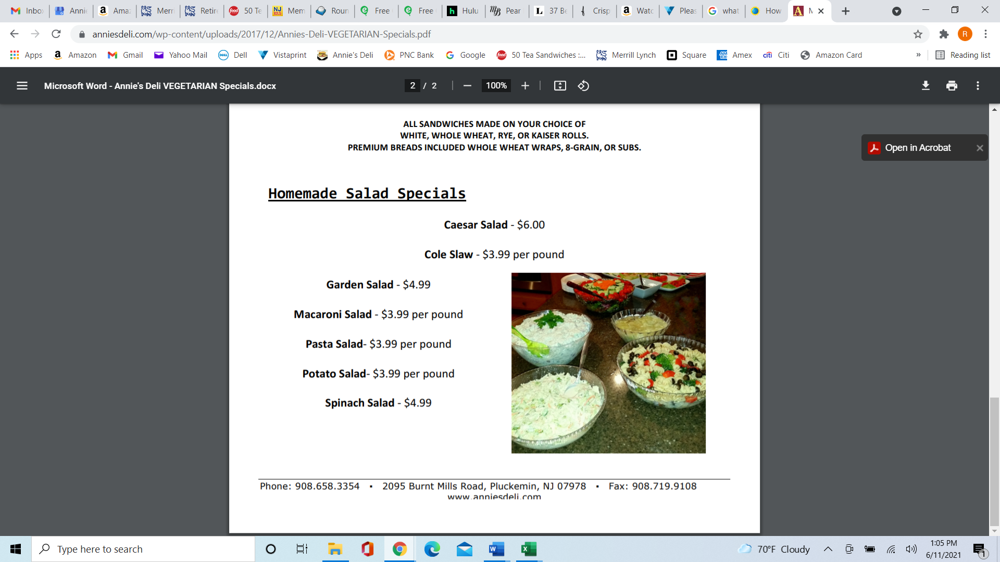 Inbo
Annie
Ama
Merri
Retire
50 Te
Mem
Roun
Free
Free
Hulu
Pear
37 Be
Crisp
Watc
Pleas
what
How
anniesdeli.com/wp-content/uploads/2017/12/Annies-Deli-VEGETARIAN-Specials.pdf
R
Apps
Amazon
Gmail
Yahoo Mail
Dell
Vistaprint
Annie's Deli
PNC Bank
Google
50 Tea Sandwiches :...
Merrill Lynch
Square
Amex
citi Citi
Amazon Card
»
Reading list
Microsoft Word - Annie's Deli VEGETARIAN Specials.docx
2 / 2
100%
Open in Acrobat
ALL SANDWICHES MADE ON YOUR CHOICE OF
WHITE, WHOLE WHEAT, RYE, OR KAISER ROLLS.
PREMIUM BREADS INCLUDED WHOLE WHEAT WRAPS, 8-GRAIN, OR SUBS.
Homemade Salad Specials
Caesar Salad - $6.00
Cole Slaw - $3.99 per pound
Garden Salad - $4.99
Macaroni Salad - $3.99 per pound
Pasta Salad- $3.99 per pound
Potato Salad- $3.99 per pound
Spinach Salad - $4.99
Phone: 908.658.3354 ▪ 2095 Burnt Mills Road, Pluckemin, NJ 07978 ▪ Fax: 908.719.9108
www.anniesdeli.com
Type here to search
70°F Cloudy
1:05 PM
6/11/2021
1